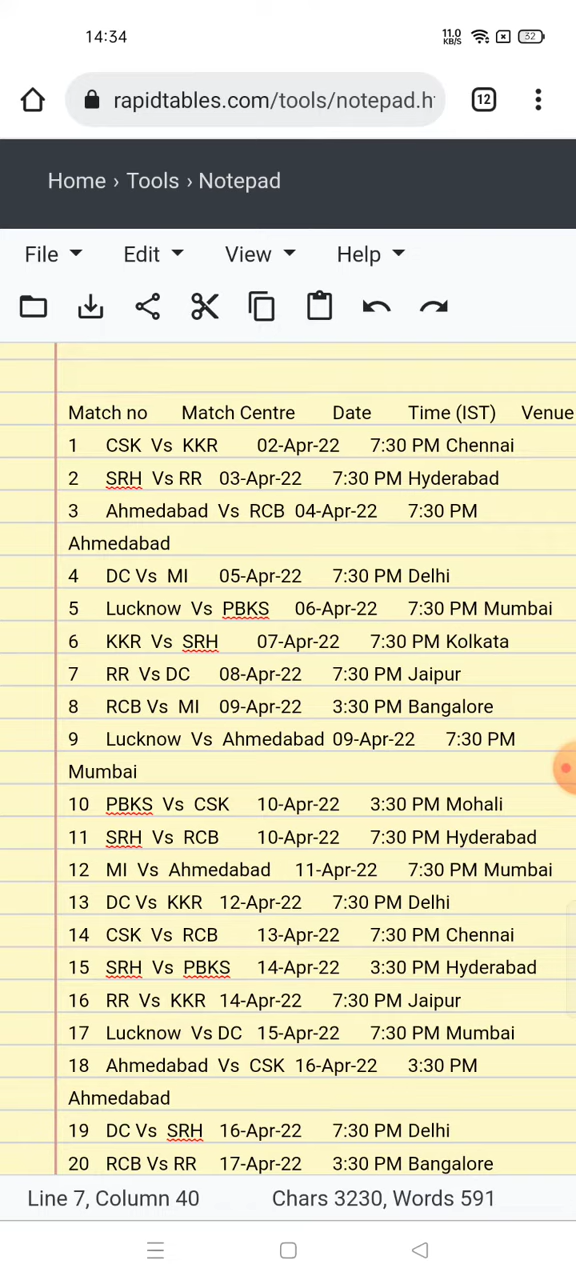 14:34
11.0
KB/S
32
rapidtables.com/tools/notepad.h
12
Home › Tools › Notepad
File Edit View Help
Match no Match Centre Date Time (IST) Venue
1 CSK Vs KKR 02-Apr-22 7:30 PM Chennai
2 SRH Vs RR 03-Apr-22 7:30 PM Hyderabad
3 Ahmedabad Vs RCB 04-Apr-22 7:30 PM
Ahmedabad
4 DC Vs MI 05-Apr-22 7:30 PM Delhi
5 Lucknow Vs PBKS 06-Apr-22 7:30 PM Mumbai
6 KKR Vs SRH 07-Apr-22 7:30 PM Kolkata
7 RR Vs DC 08-Apr-22 7:30 PM Jaipur
8 RCB Vs MI 09-Apr-22 3:30 PM Bangalore
9 Lucknow Vs Ahmedabad 09-Apr-22 7:30 PM
Mumbai
10 PBKS Vs CSK 10-Apr-22 3:30 PM Mohali
11 SRH Vs RCB 10-Apr-22 7:30 PM Hyderabad
12 MI Vs Ahmedabad 11-Apr-22 7:30 PM Mumbai
13 DC Vs KKR 12-Apr-22 7:30 PM Delhi
14 CSK Vs RCB 13-Apr-22 7:30 PM Chennai
15 SRH Vs PBKS 14-Apr-22 3:30 PM Hyderabad
16 RR Vs KKR 14-Apr-22 7:30 PM Jaipur
17 Lucknow Vs DC 15-Apr-22 7:30 PM Mumbai
18 Ahmedabad Vs CSK 16-Apr-22 3:30 PM
Ahmedabad
19 DC Vs SRH 16-Apr-22 7:30 PM Delhi
20 RCB Vs RR 17-Apr-22 3:30 PM Bangalore
Line 7, Column 40 Chars 3230, Words 591